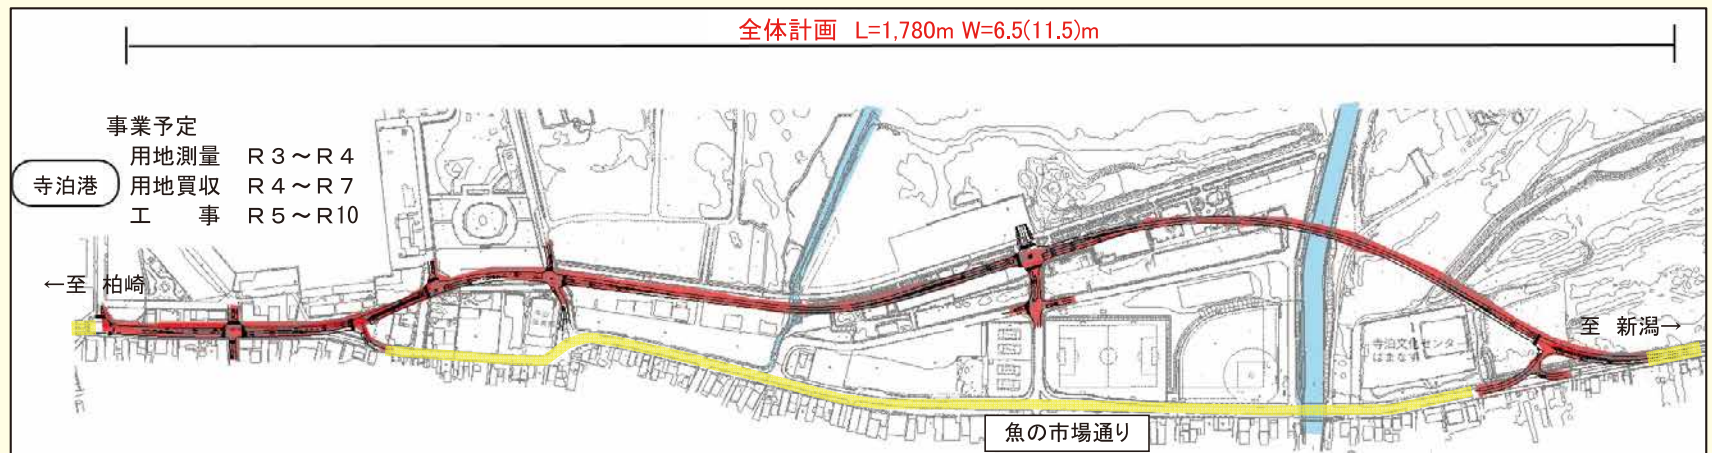 全体計画 L=1,780m W=6.5(11.5)m
事業予定
用地測量 R3～R4
寺泊港
用地買収 R4～R7
工 事 R5～R10
←至 柏崎
至 新潟→
寺泊文化センター
はまなす
魚の市場通り